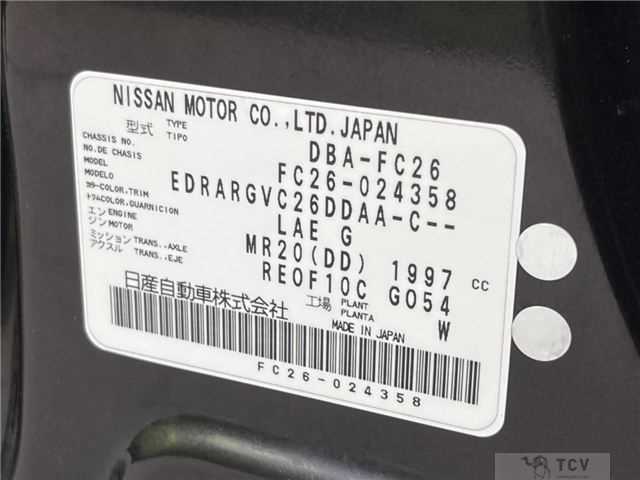 NISSAN MOTOR CO.,LTD.JAPAN
型式 TYPE TIPO DBA-FC26
CHASSIS NO. NO.DE CHASIS FC26-024358
MODEL MODELO EDRARGVC26DDAA-C--
カラー COLOR,TRIM トリム COLOR,GUARNICION LAE G
エンジン ENGINE MOTOR MR20(DD) 1997 CC
ミッション TRANS.,AXLE アクスル TRANS.,EJE RE0F10C G054
日産自動車株式会社 工場 PLANT PLANTA W
MADE IN JAPAN
FC26-024358
TCV